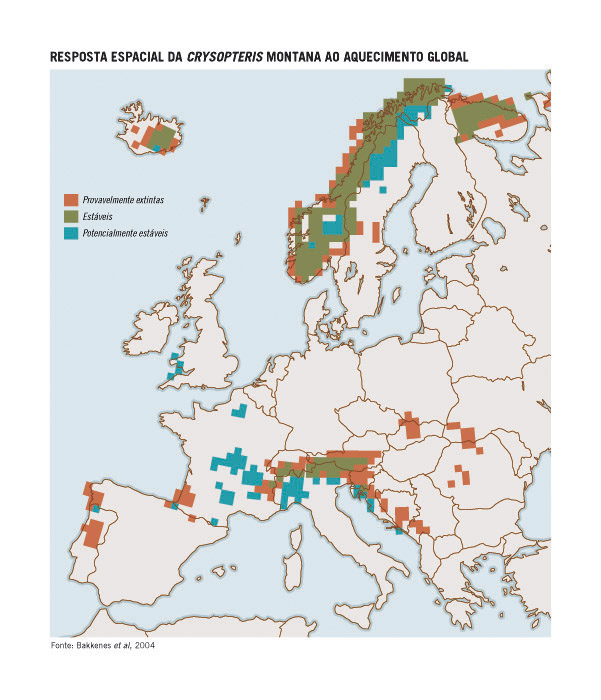 RESPOSTA ESPACIAL DA CRYSOPTERIS MONTANA AO AQUECIMENTO GLOBAL
Provavelmente extintas
Estáveis
Potencialmente estáveis
Fonte: Bakkenes et al, 2004